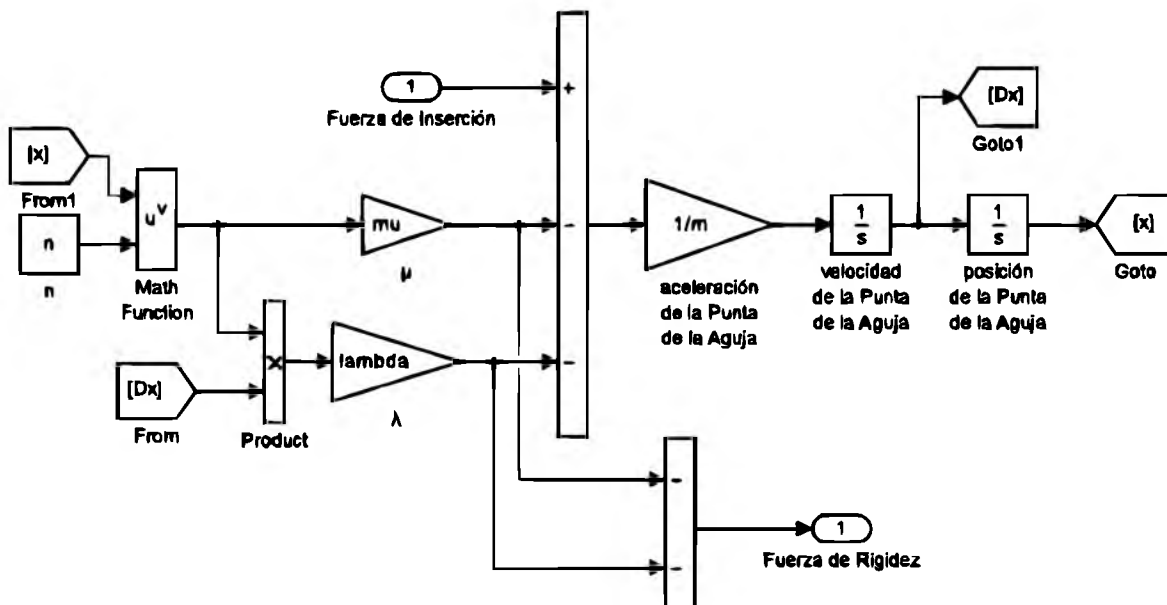 1
Fuerza de Inserción
+
[Dx]
Goto1
[x]
From1
n
n
u^v
Math
Function
mu
μ
-
1/m
aceleración
de la Punta
de la Aguja
1
s
velocidad
de la Punta
de la Aguja
1
s
posición
de la Punta
de la Aguja
[x]
Goto
[Dx]
From
×
Product
lambda
λ
-
-
-
1
Fuerza de Rigidez